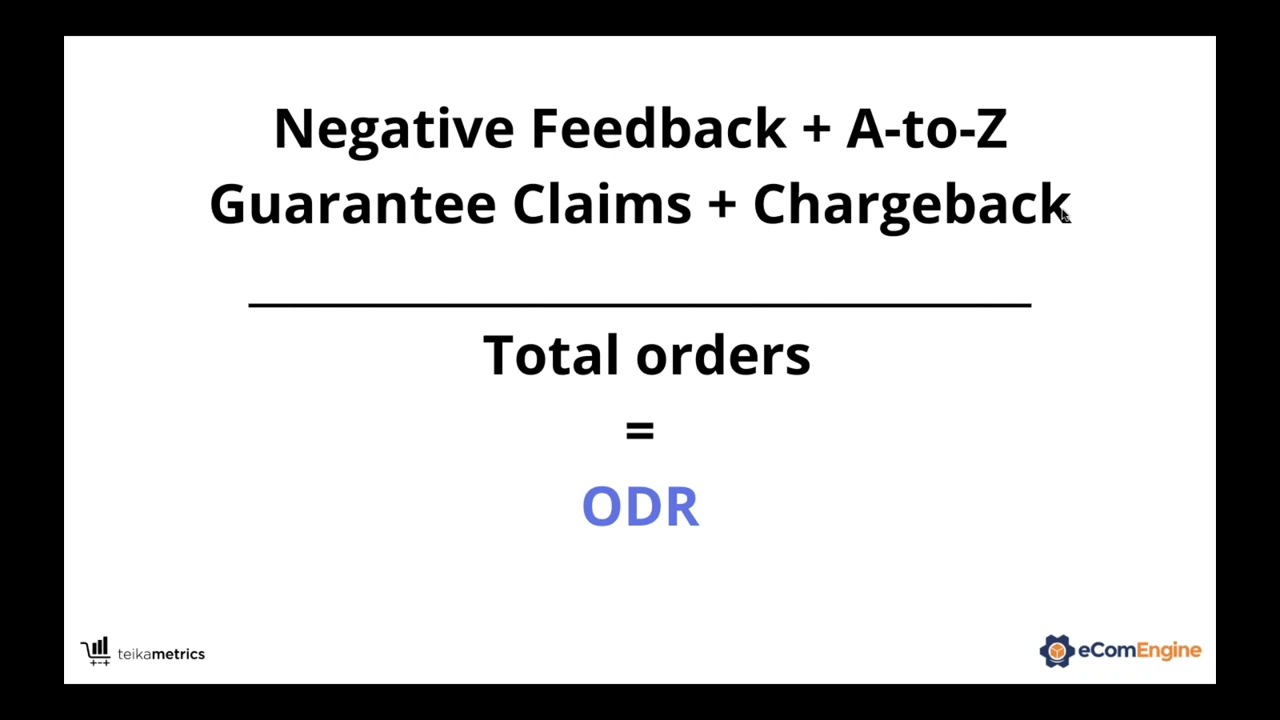 Negative Feedback + A-to-Z
Guarantee Claims + Chargeback
Total orders
=
ODR
teikametrics
eComEngine